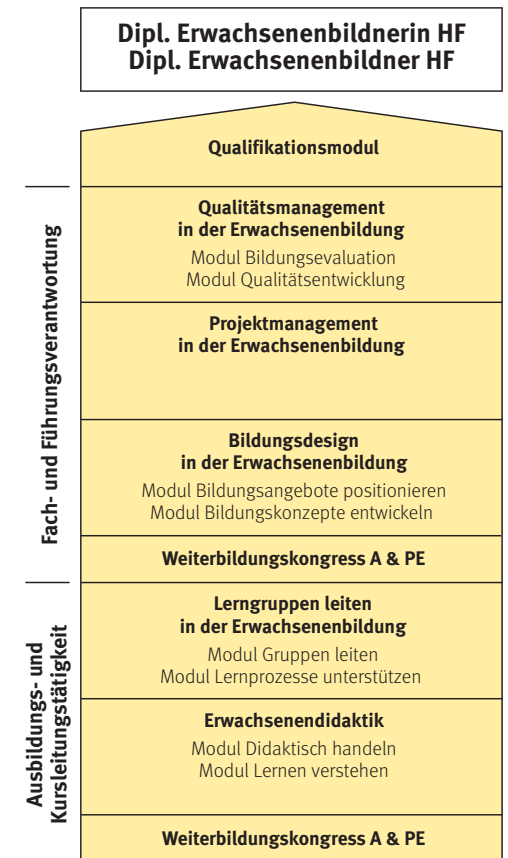 Dipl. Erwachsenenbildnerin HF
Dipl. Erwachsenenbildner HF
Qualifikationsmodul
Fach- und Führungsverantwortung
Qualitätsmanagement
in der Erwachsenenbildung
Modul Bildungsevaluation
Modul Qualitätsentwicklung
Projektmanagement
in der Erwachsenenbildung
Bildungsdesign
in der Erwachsenenbildung
Modul Bildungsangebote positionieren
Modul Bildungskonzepte entwickeln
Weiterbildungskongress A & PE
Ausbildungs- und
Kursleitungstätigkeit
Lerngruppen leiten
in der Erwachsenenbildung
Modul Gruppen leiten
Modul Lernprozesse unterstützen
Erwachsenendidaktik
Modul Didaktisch handeln
Modul Lernen verstehen
Weiterbildungskongress A & PE